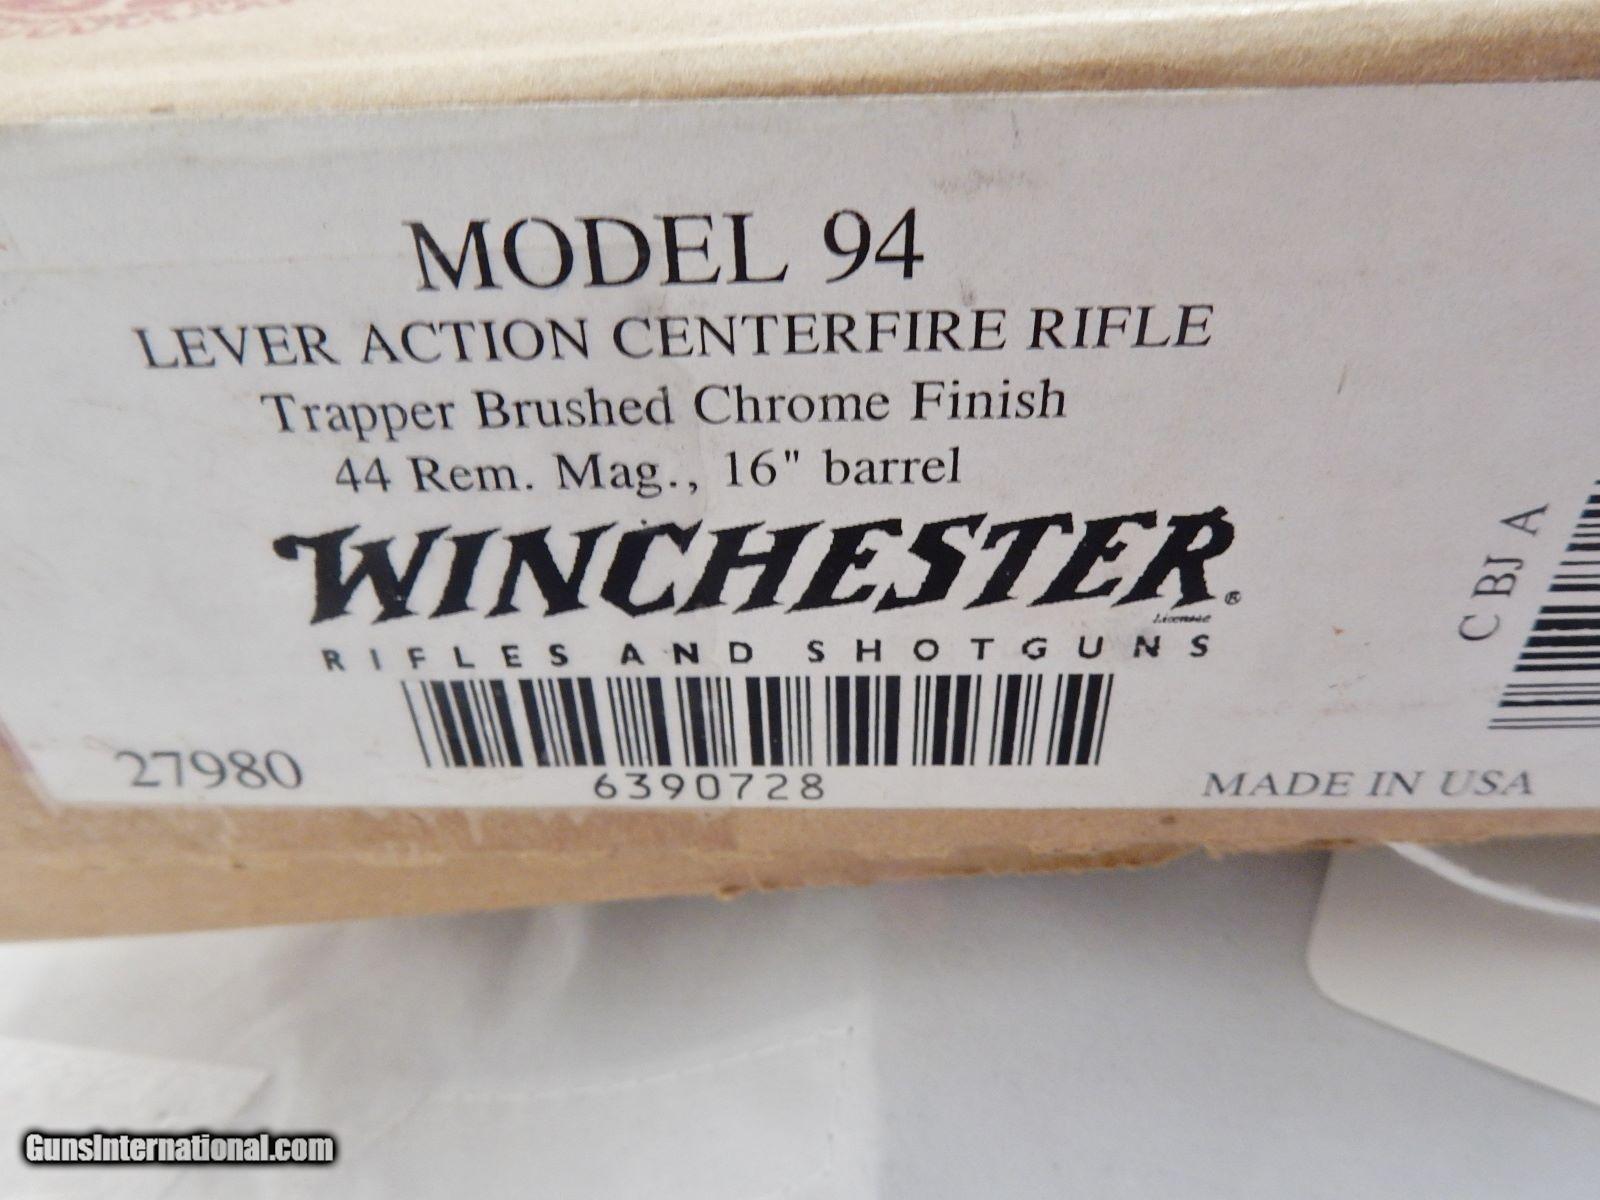 MODEL 94
LEVER ACTION CENTERFIRE RIFLE
Trapper Brushed Chrome Finish
44 Rem. Mag., 16" barrel
WINCHESTER®
License
RIFLES AND SHOTGUNS
27980
6390728
MADE IN USA
CBJ A
GunsInternational.com